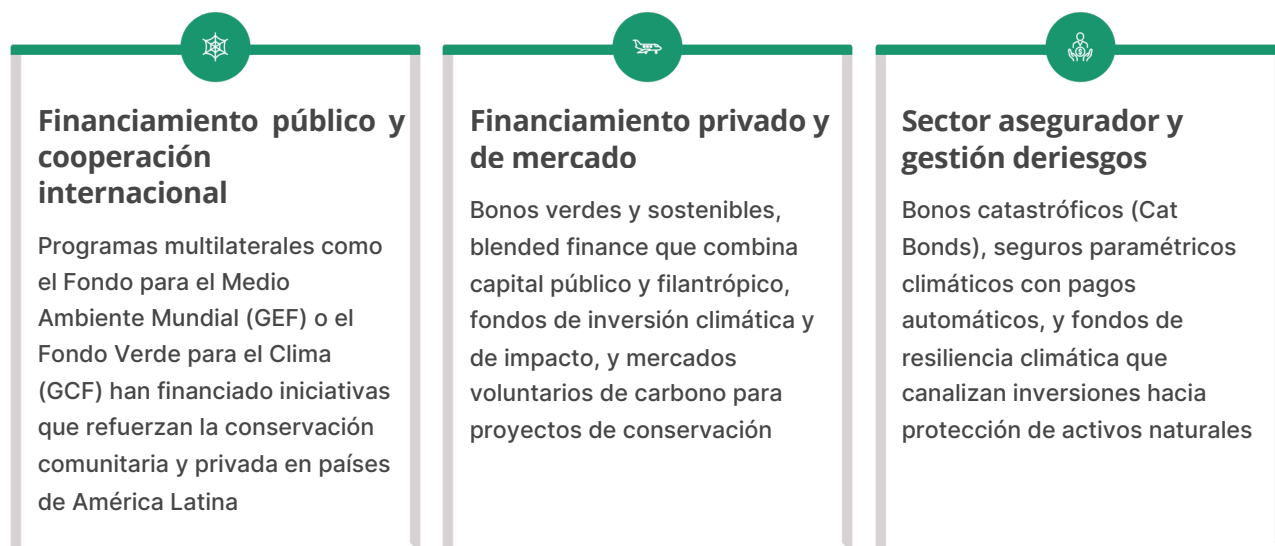 Financiamiento público y
cooperación
internacional
Programas multilaterales como
el Fondo para el Medio
Ambiente Mundial (GEF) o el
Fondo Verde para el Clima
(GCF) han financiado iniciativas
que refuerzan la conservación
comunitaria y privada en países
de América Latina
Financiamiento privado y
de mercado
Bonos verdes y sostenibles,
blended finance que combina
capital público y filantrópico,
fondos de inversión climática y
de impacto, y mercados
voluntarios de carbono para
proyectos de conservación
Sector asegurador y
gestión deriesgos
Bonos catastróficos (Cat
Bonds), seguros paramétricos
climáticos con pagos
automáticos, y fondos de
resiliencia climática que
canalizan inversiones hacia
protección de activos naturales